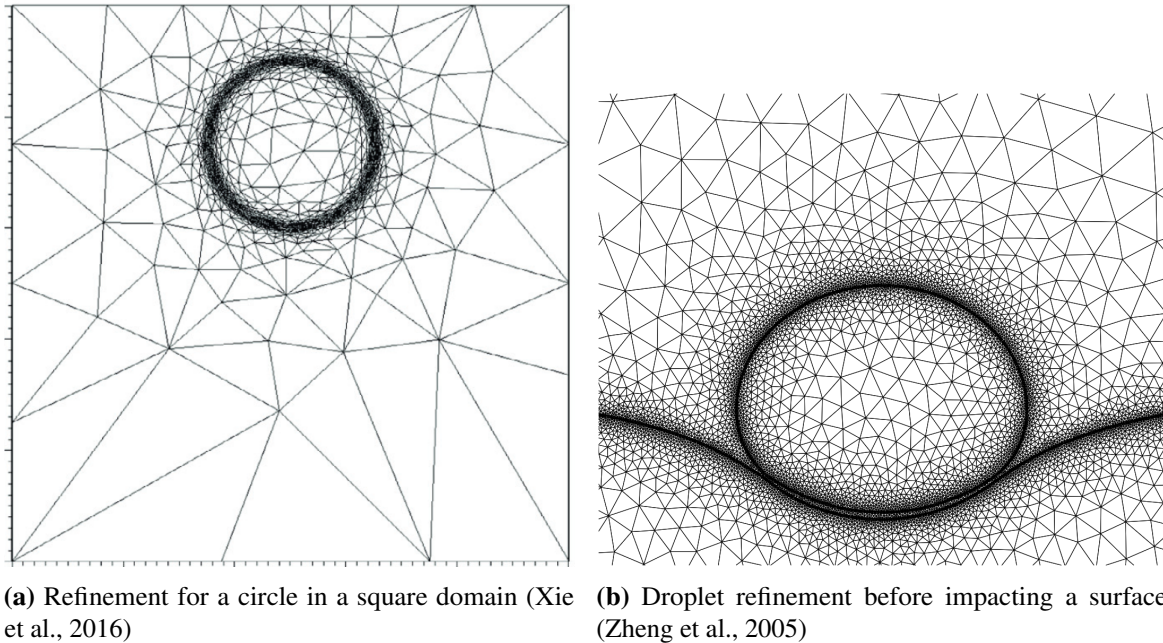 (a) Refinement for a circle in a square domain (Xie
et al., 2016)
(b) Droplet refinement before impacting a surface
(Zheng et al., 2005)